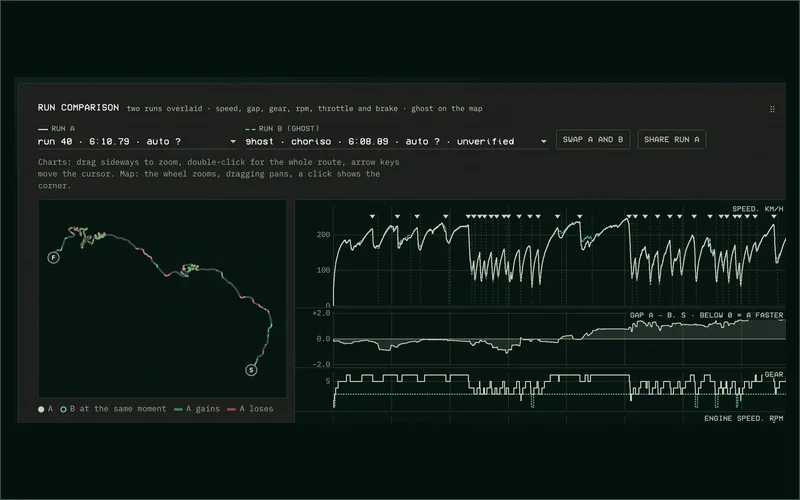 RUN COMPARISON two runs overlaid · speed, gap, gear, rpm, throttle and brake · ghost on the map
RUN A
RUN B (GHOST)
run 40 · 6:10.79 · auto ?
ghost · choriso · 6:08.89 · auto ? · unverified
SWAP A AND B
SHARE RUN A
Charts: drag sideways to zoom, double-click for the whole route, arrow keys
move the cursor. Map: the wheel zooms, dragging pans, a click shows the
corner.
F
S
A
B at the same moment
A gains
A loses
SPEED, KM/H
200
100
0
GAP A − B, S · BELOW 0 = A FASTER
+2.0
0.0
−2.0
GEAR
5
ENGINE SPEED, RPM